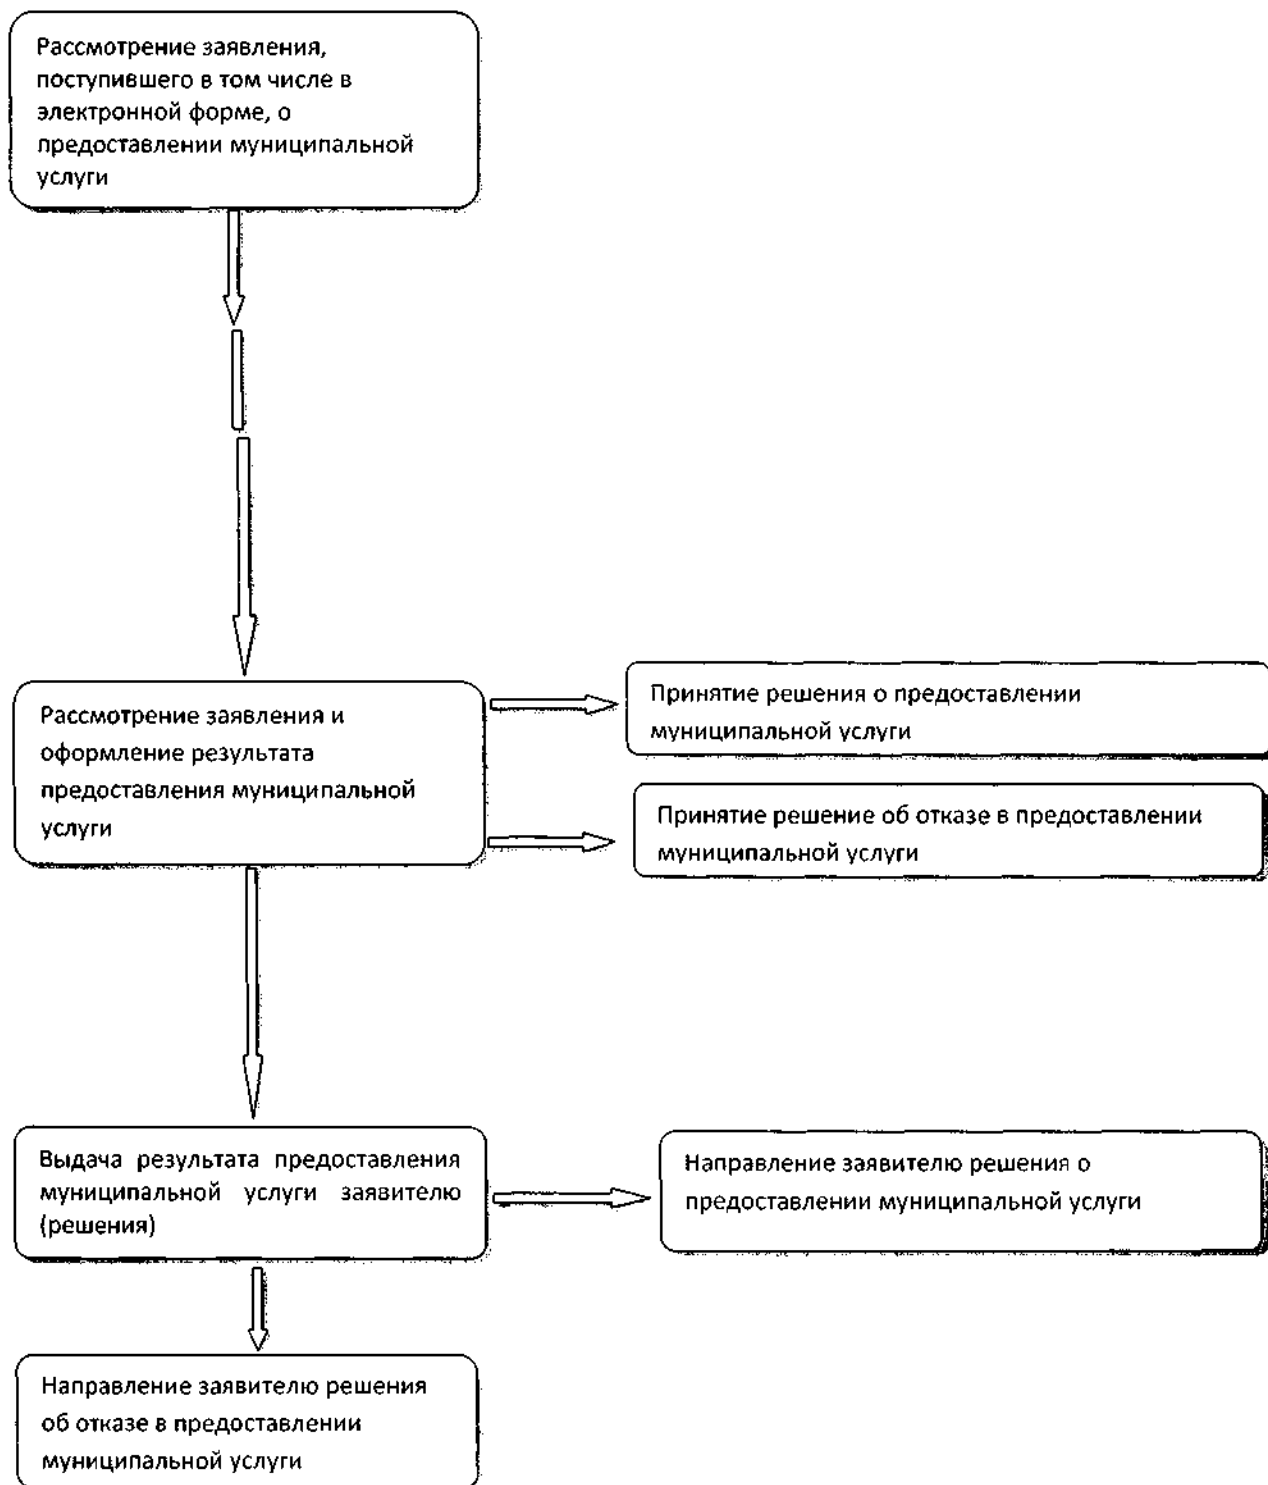 Рассмотрение заявления,
поступившего в том числе в
электронной форме, о
предоставлении муниципальной
услуги
Рассмотрение заявления и
оформление результата
предоставления муниципальной
услуги
Принятие решения о предоставлении
муниципальной услуги
Принятие решение об отказе в предоставлении
муниципальной услуги
Выдача результата предоставления
муниципальной услуги заявителю
(решения)
Направление заявителю решения о
предоставлении муниципальной услуги
Направление заявителю решения
об отказе в предоставлении
муниципальной услуги